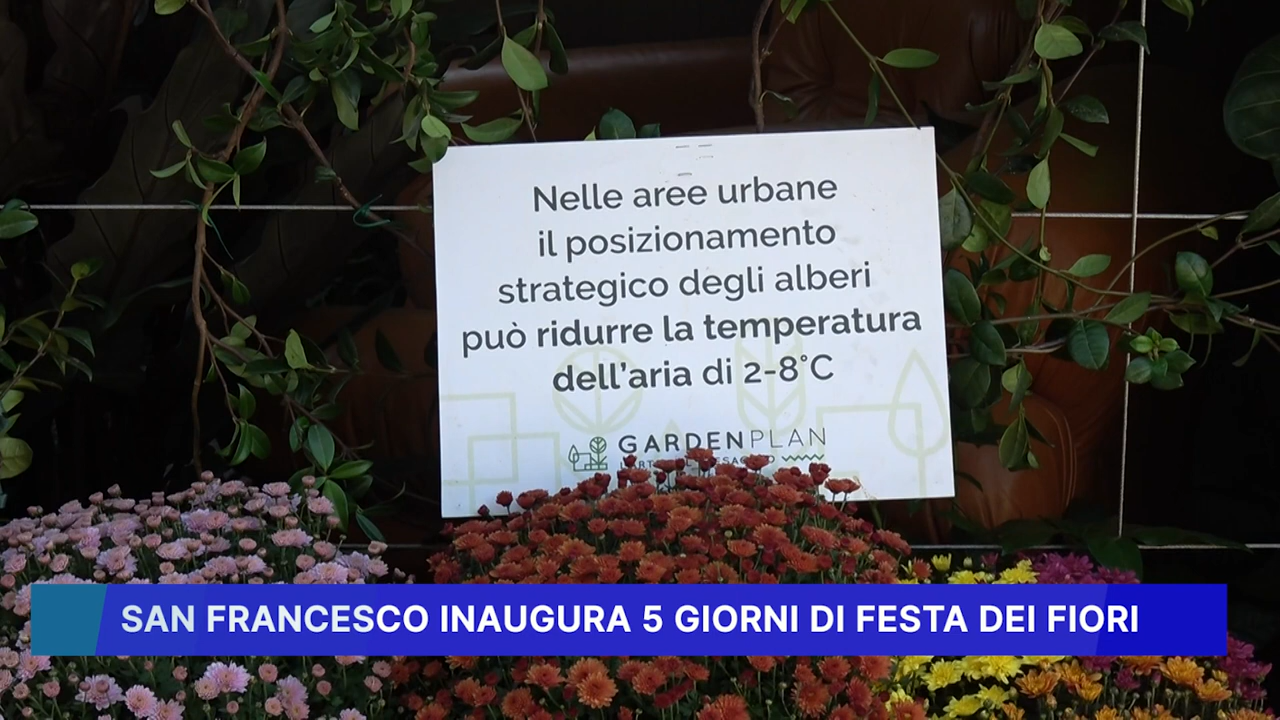 Nelle aree urbane
il posizionamento
strategico degli alberi
può ridurre la temperatura
dell'aria di 2-8°C
GARDENPLAN
SAN FRANCESCO INAUGURA 5 GIORNI DI FESTA DEI FIORI